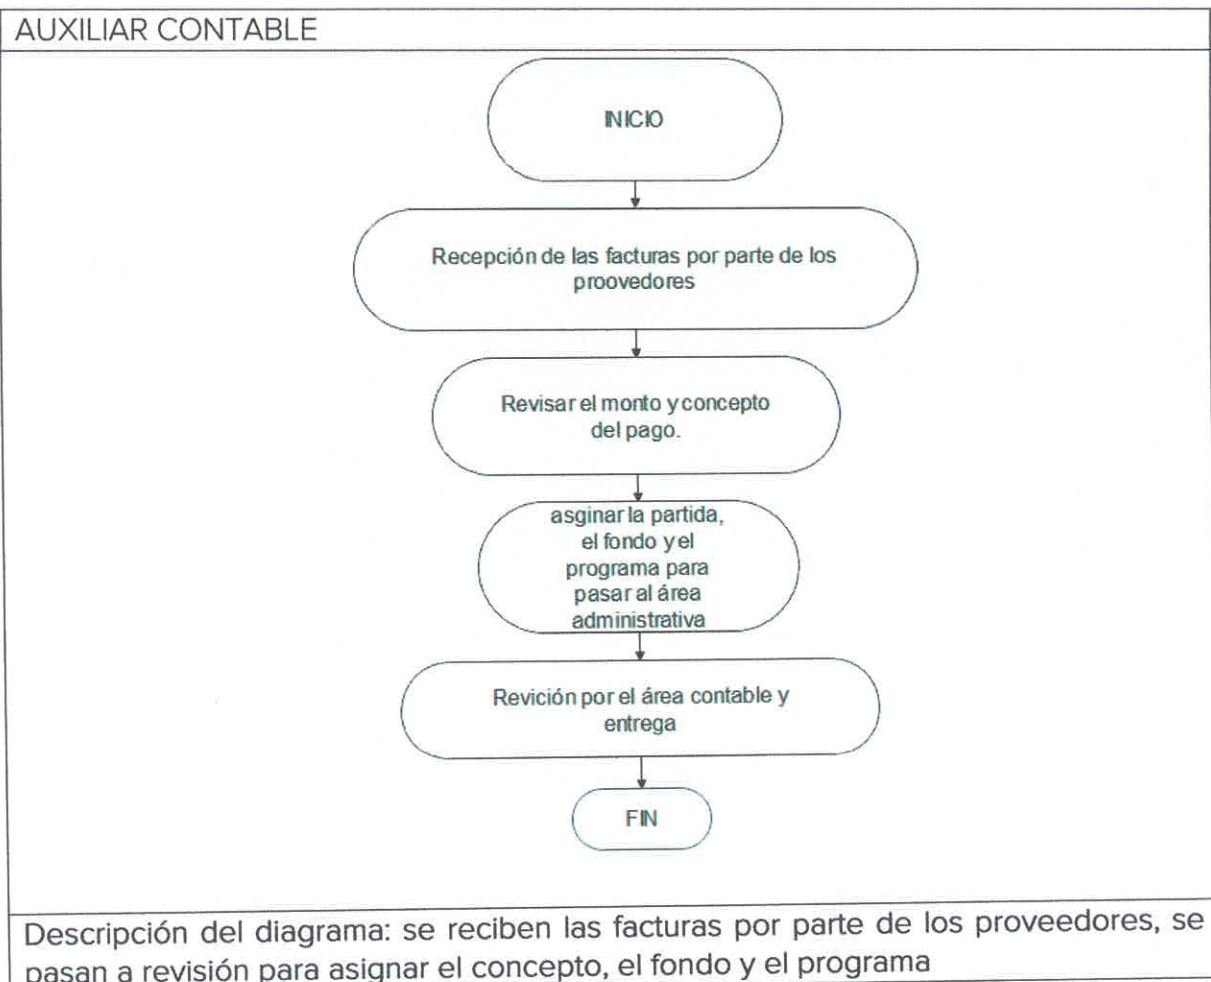 AUXILIAR CONTABLE
INICIO
Recepción de las facturas por parte de los
proovedores
Revisar el monto y concepto
del pago.
asginar la partida,
el fondo y el
programa para
pasar al área
administrativa
Revición por el área contable y
entrega
FIN
Descripción del diagrama: se reciben las facturas por parte de los proveedores, se
pasan a revisión para asignar el concepto, el fondo y el programa